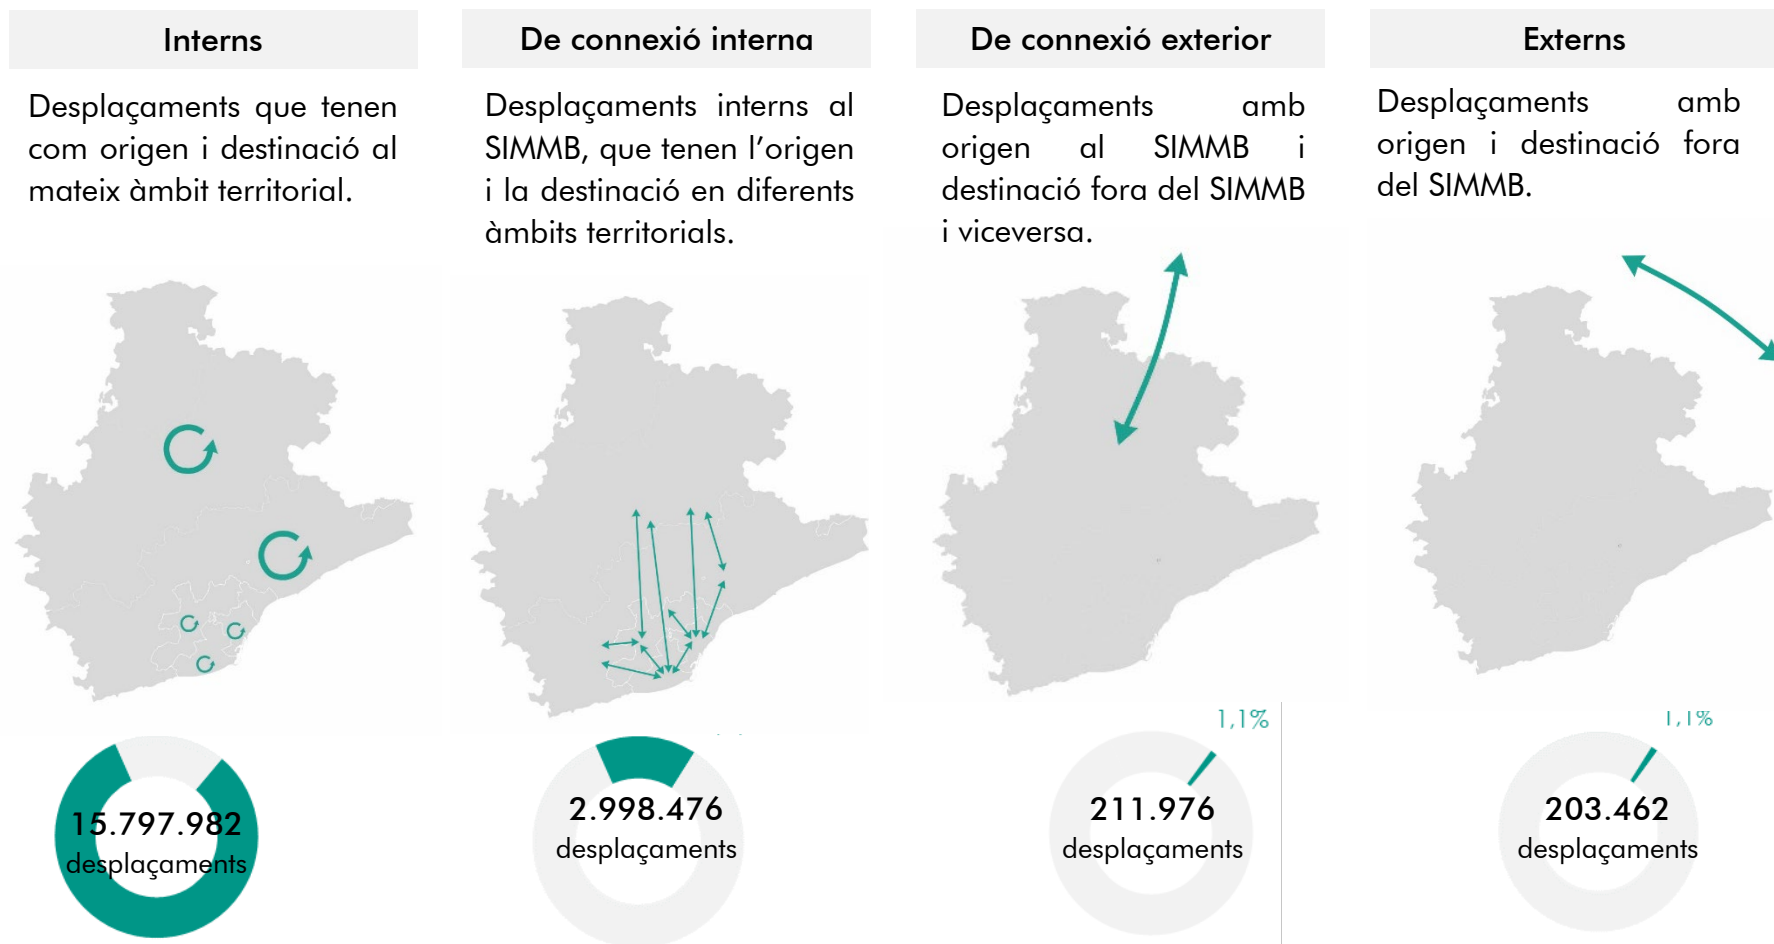 Interns
Desplaçaments que tenen
com origen i destinació al
mateix àmbit territorial.
15.797.982
desplaçaments
De connexió interna
Desplaçaments interns al
SIMMB, que tenen l’origen
i la destinació en diferents
àmbits territorials.
2.998.476
desplaçaments
De connexió exterior
Desplaçaments amb
origen al SIMMB i
destinació fora del SIMMB
i viceversa.
1,1%
211.976
desplaçaments
Externs
Desplaçaments amb
origen i destinació fora
del SIMMB.
1,1%
203.462
desplaçaments